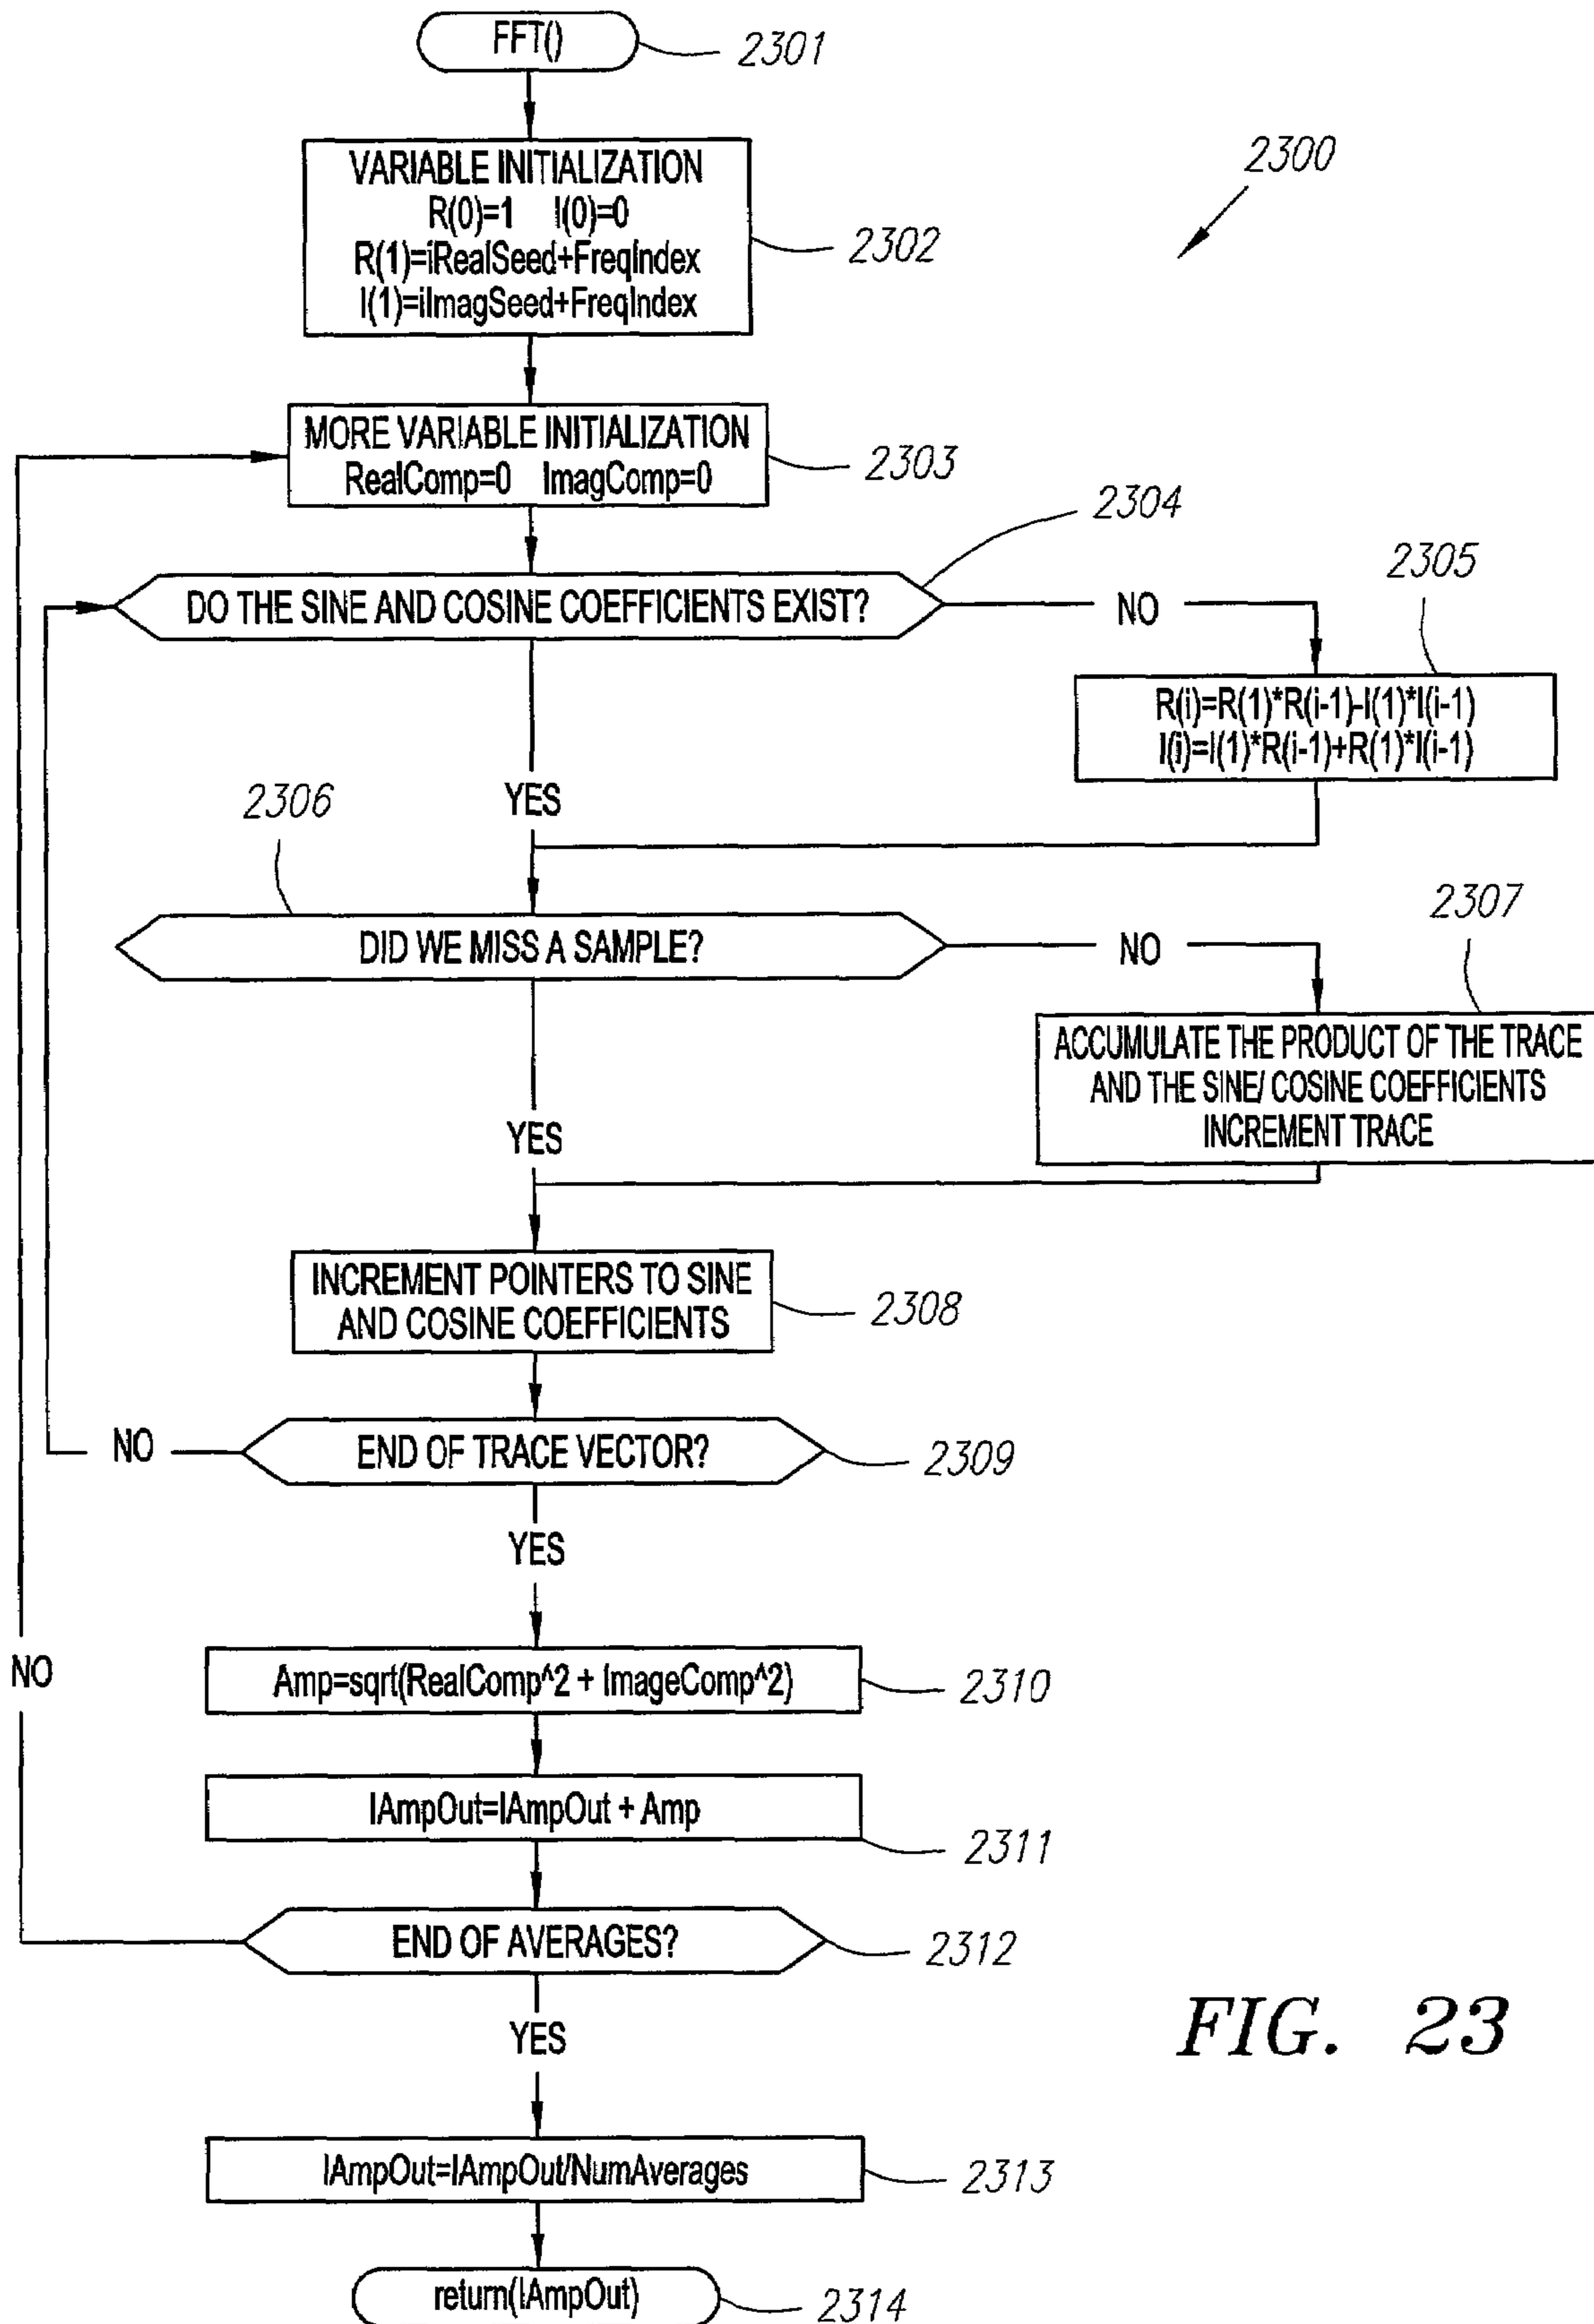 FFT()
2301
2300
VARIABLE INITIALIZATION
R(0)=1 I(0)=0
R(1)=iRealSeed+FreqIndex
I(1)=iImagSeed+FreqIndex
2302
MORE VARIABLE INITIALIZATION
RealComp=0 ImagComp=0
2303
2304
DO THE SINE AND COSINE COEFFICIENTS EXIST?
NO
2305
R(i)=R(1)*R(i-1)-I(1)*I(i-1)
I(i)=I(1)*R(i-1)+R(1)*I(i-1)
YES
2306
DID WE MISS A SAMPLE?
NO
2307
ACCUMULATE THE PRODUCT OF THE TRACE
AND THE SINE/ COSINE COEFFICIENTS
INCREMENT TRACE
YES
INCREMENT POINTERS TO SINE
AND COSINE COEFFICIENTS
2308
NO
END OF TRACE VECTOR?
2309
YES
NO
Amp=sqrt(RealComp^2 + ImageComp^2)
2310
lAmpOut=lAmpOut + Amp
2311
END OF AVERAGES?
2312
YES
FIG. 23
lAmpOut=lAmpOut/NumAverages
2313
return(lAmpOut)
2314